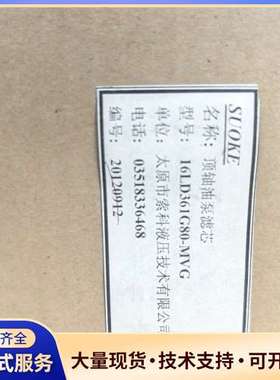 齐全
SUOKE
名称：顶轴油泵滤芯
型号：16LD361G80-MVG
单位：太原市索科液压技术有限公司
电话：03518336468
编号：20120912
式服务
大量现货·技术支持·可开